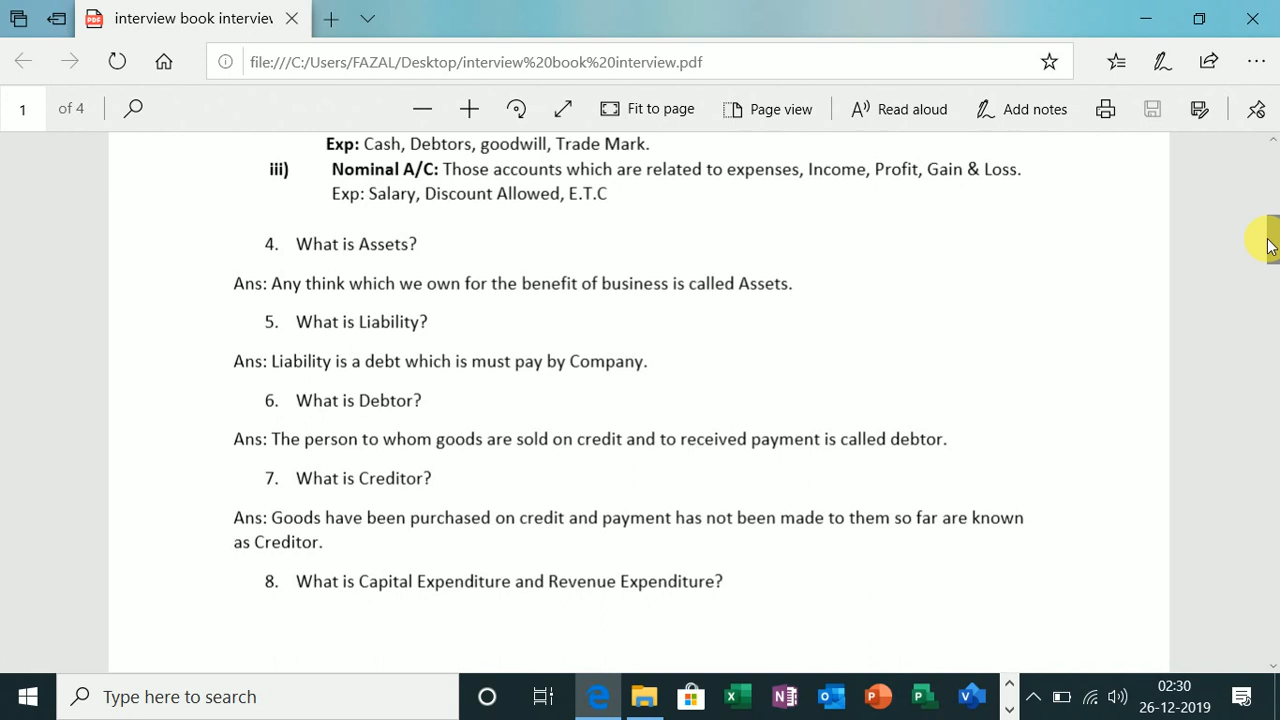 interview book interview
file:///C:/Users/FAZAL/Desktop/interview%20book%20interview.pdf
1 of 4 Fit to page Page view Read aloud Add notes
Exp: Cash, Debtors, goodwill, Trade Mark.
iii) Nominal A/C: Those accounts which are related to expenses, Income, Profit, Gain & Loss.
Exp: Salary, Discount Allowed, E.T.C
4. What is Assets?
Ans: Any think which we own for the benefit of business is called Assets.
5. What is Liability?
Ans: Liability is a debt which is must pay by Company.
6. What is Debtor?
Ans: The person to whom goods are sold on credit and to received payment is called debtor.
7. What is Creditor?
Ans: Goods have been purchased on credit and payment has not been made to them so far are known
as Creditor.
8. What is Capital Expenditure and Revenue Expenditure?
Type here to search
02:30
26-12-2019